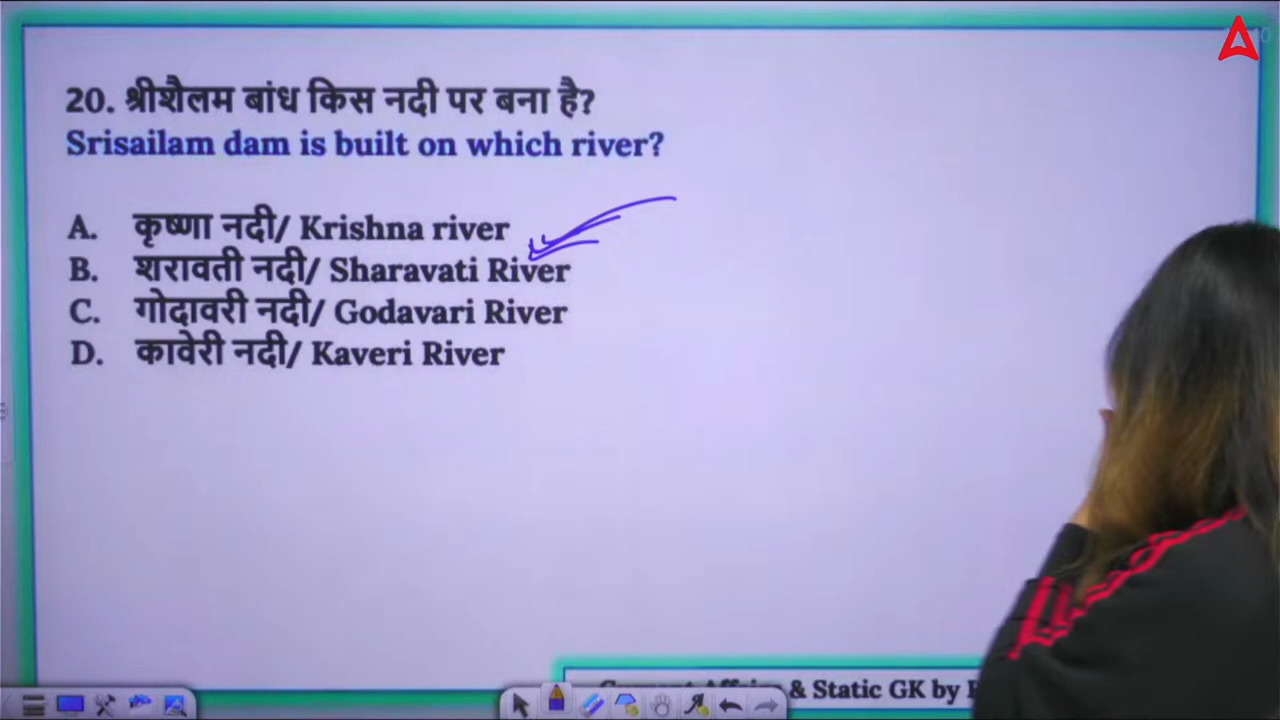 20. श्रीशैलम बांध किस नदी पर बना है?
Srisailam dam is built on which river?
A. कृष्णा नदी/ Krishna river
B. शरावती नदी/ Sharavati River
C. गोदावरी नदी/ Godavari River
D. कावेरी नदी/ Kaveri River
& Static GK by